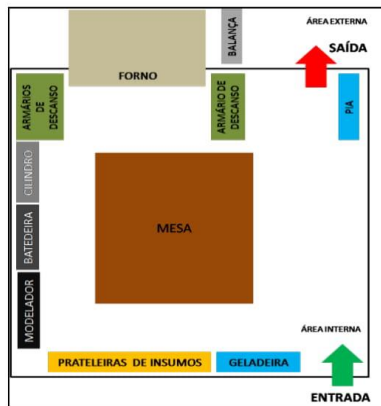 BALANÇA
ÁREA EXTERNA
SAÍDA
FORNO
ARMÁRIOS
DE
DESCANSO
ARMÁRIO DE
DESCANSO
PIA
CILINDRO
BATEDEIRA
MODELADOR
MESA
ÁREA INTERNA
PRATELEIRAS DE INSUMOS
GELADEIRA
ENTRADA